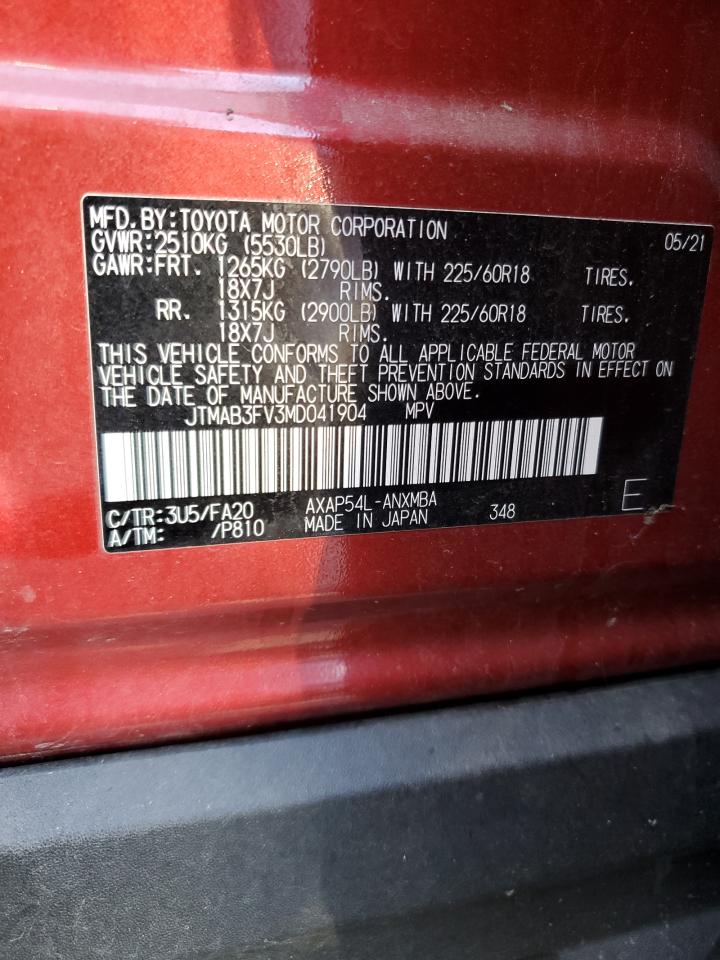 MFD.BY:TOYOTA MOTOR CORPORATION 05/21
GVWR:2510KG (5530LB)
GAWR:FRT. 1265KG (2790LB) WITH 225/60R18 TIRES.
18X7J RIMS.
RR. 1315KG (2900LB) WITH 225/60R18 TIRES.
18X7J RIMS.
THIS VEHICLE CONFORMS TO ALL APPLICABLE FEDERAL MOTOR
VEHICLE SAFETY AND THEFT PREVENTION STANDARDS IN EFFECT ON
THE DATE OF MANUFACTURE SHOWN ABOVE.
JTMAB3FV3MD041904 MPV
C/TR:3U5/FA20 AXAP54L-ANXMBA 348 E
A/TM: /P810 MADE IN JAPAN